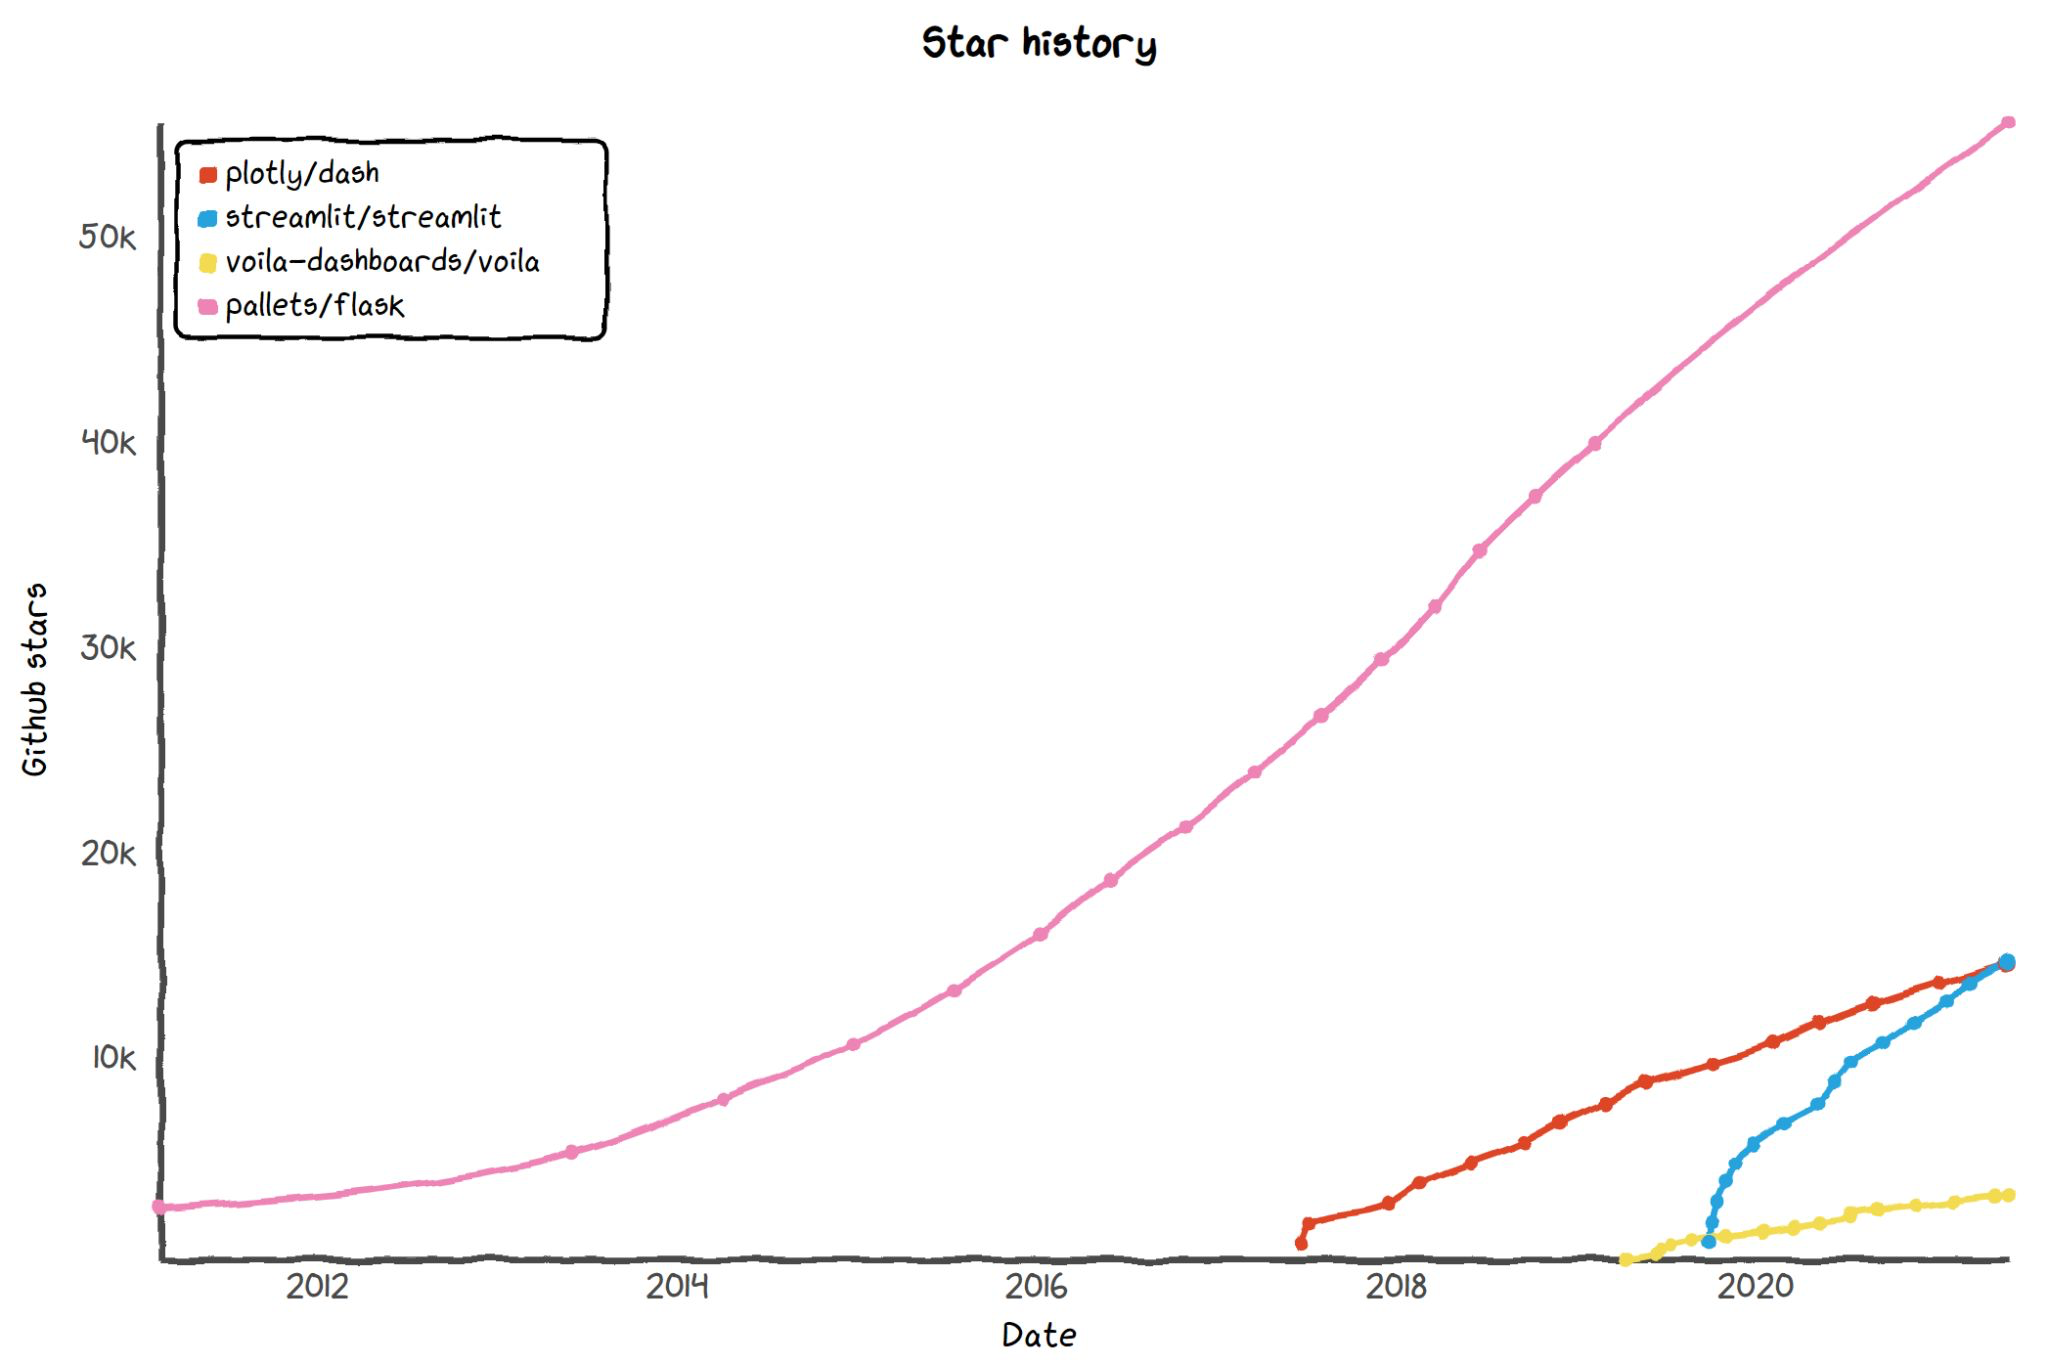 Star history
plotly/dash
streamlit/streamlit
voila-dashboards/voila
pallets/flask
50k
40k
30k
20k
10k
Github stars
2012 2014 2016 2018 2020
Date